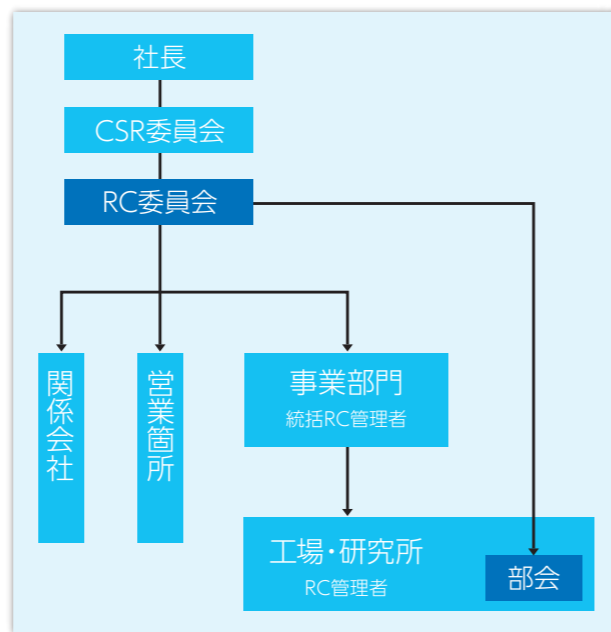 社長
CSR委員会
RC委員会
関係会社
営業箇所
事業部門
統括RC管理者
工場・研究所
RC管理者
部会